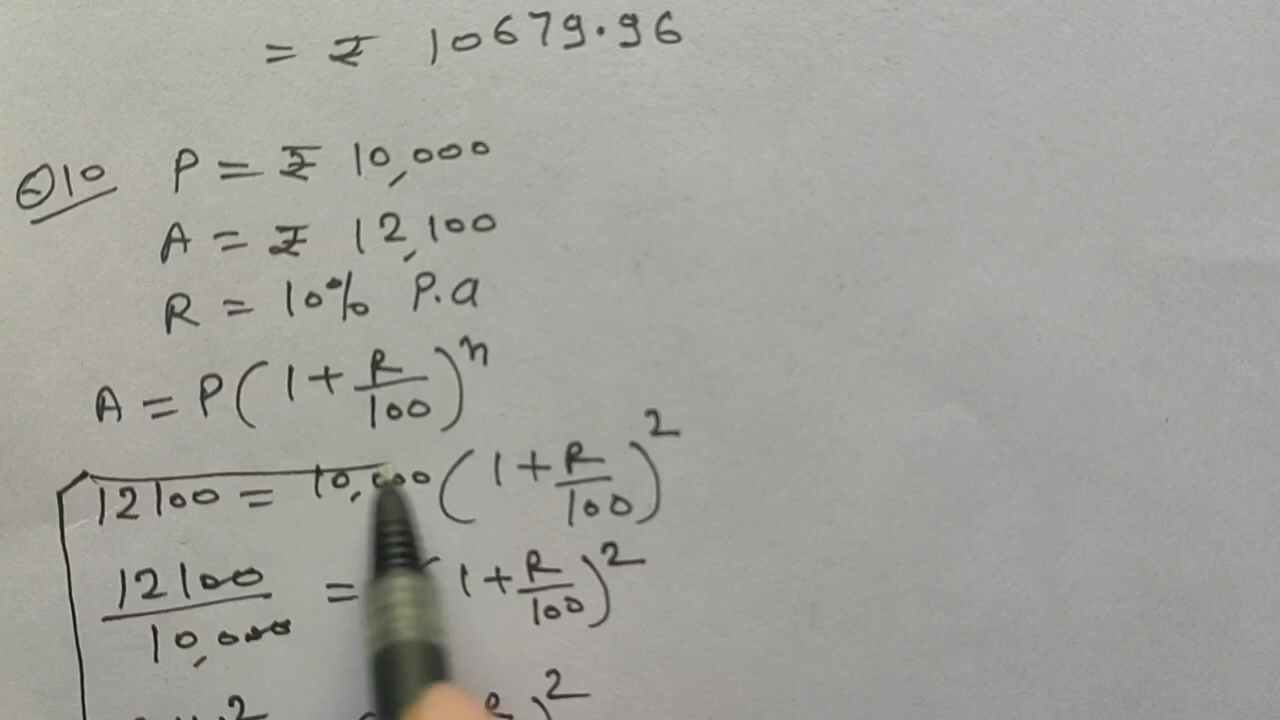 = ₹ 10679.96
Q10 P = ₹ 10,000
A = ₹ 12,100
R = 10% P.a
A = P(1+R/100)^n
12100 = 10,000(1+R/100)^2
12100/10,000 = (1+R/100)^2